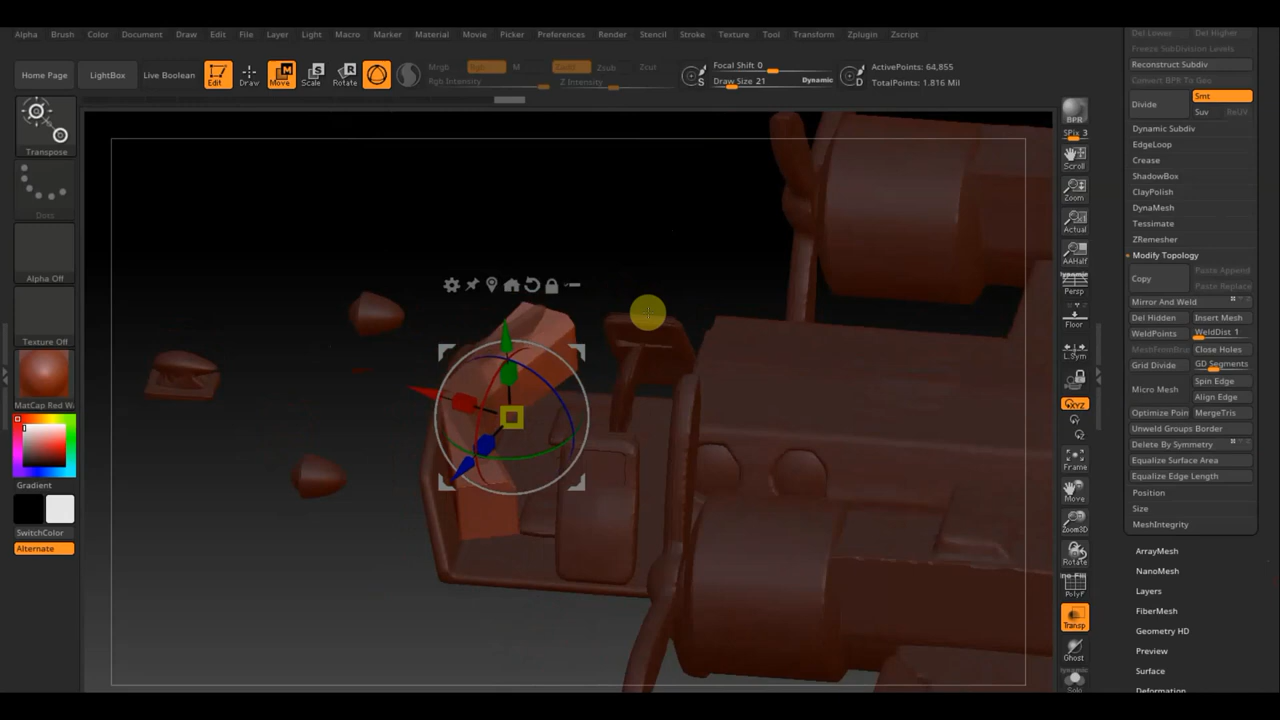 Alpha Brush Color Document Draw Edit File Layer Light Macro Marker Material Movie Picker Preferences Render Stencil Stroke Texture Tool Transform Zplugin Zscript
Del Lower Del Higher
Freeze Subdivision Levels
Reconstruct Subdiv
Convert BPR To Geo
Home Page LightBox Live Boolean Edit Draw Move Scale Rotate
Mrgb Rgb M Zadd Zsub Zcut
Rgb Intensity Z Intensity
Focal Shift 0
Draw Size 21 Dynamic
ActivePoints: 64,855
TotalPoints: 1.816 Mil
S D
Divide Smt
Suv ReUV
Dynamic Subdiv
EdgeLoop
Crease
ShadowBox
ClayPolish
DynaMesh
Tessimate
ZRemesher
Modify Topology
Copy Paste Append
Paste Replace
Mirror And Weld
Del Hidden Insert Mesh
WeldPoints WeldDist 1
Close Holes
Grid Divide GD Segments
Micro Mesh Spin Edge
Align Edge
Optimize Poin MergeTris
Unweld Groups Border
Delete By Symmetry
Equalize Surface Area
Equalize Edge Length
Position
Size
MeshIntegrity
ArrayMesh
NanoMesh
Layers
FiberMesh
Geometry HD
Preview
Surface
Deformation
Transpose
Dots
Alpha Off
Texture Off
MatCap Red W
Gradient
SwitchColor
Alternate
BPR
SPix 3
Scroll
Zoom
Actual
AAHalf
Dynamic
Persp
Floor
L.Sym
XYZ
Frame
Move
Zoom3D
Rotate
PolyF
Transp
Ghost
Dynamic
Solo